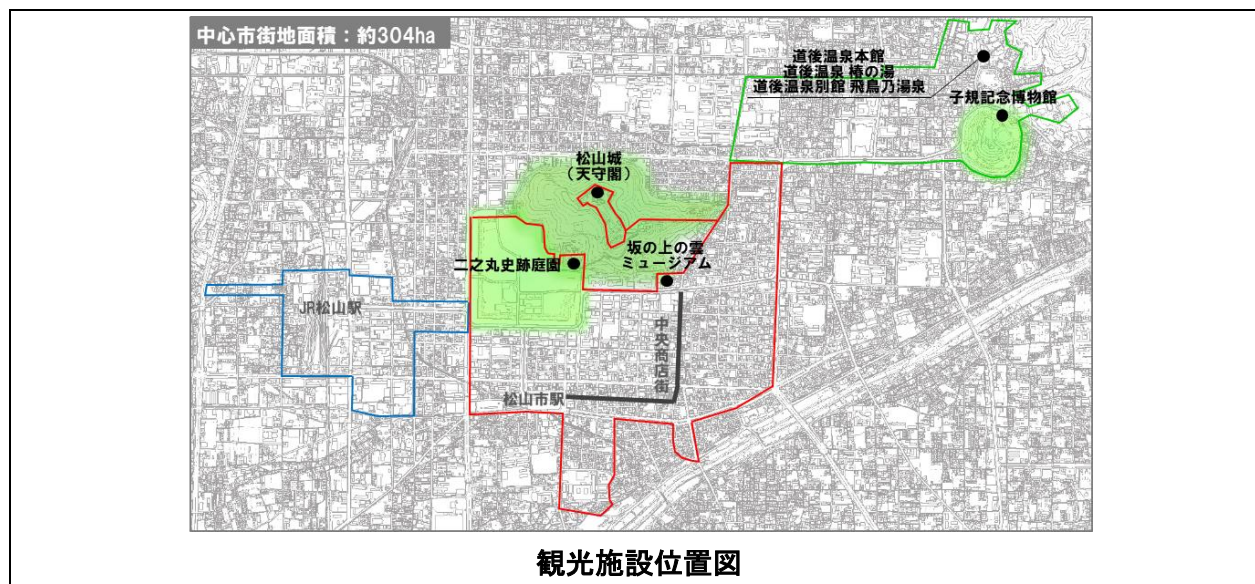 中心市街地面積：約304ha
道後温泉本館
道後温泉 椿の湯
道後温泉別館 飛鳥乃湯泉
子規記念博物館
松山城
（天守閣）
坂の上の雲
ミュージアム
二之丸史跡庭園
JR松山駅
中央商店街
松山市駅
観光施設位置図